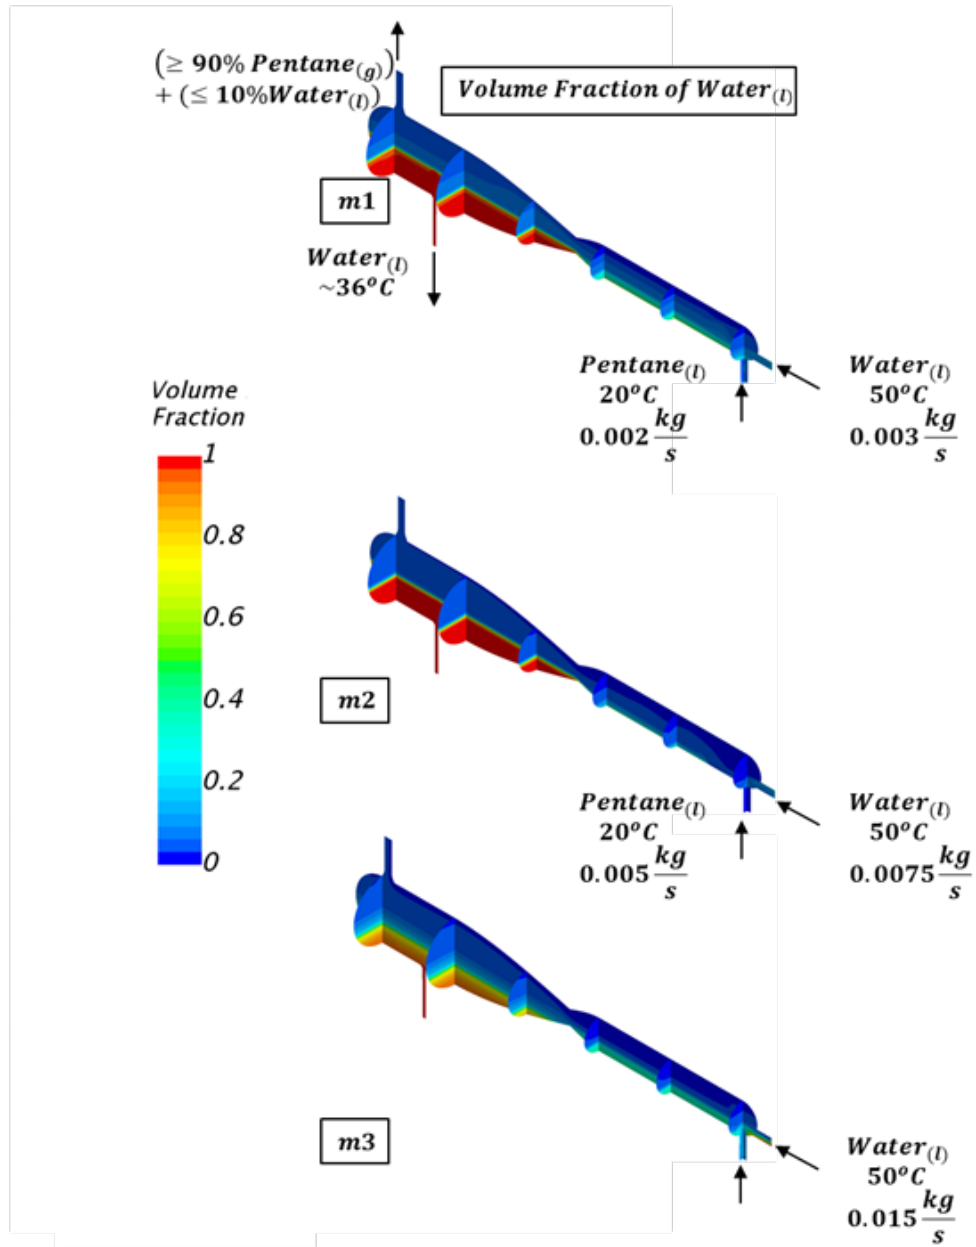 (≥ 90% Pentane(g))
+ (≤ 10%Water(l))
Volume Fraction of Water(l)
m1
Water(l)
~36°C
Pentane(l)
20°C
0.002 kg/s
Water(l)
50°C
0.003 kg/s
Volume
Fraction
1
0.8
0.6
0.4
0.2
0
m2
Pentane(l)
20°C
0.005 kg/s
Water(l)
50°C
0.0075 kg/s
m3
Water(l)
50°C
0.015 kg/s